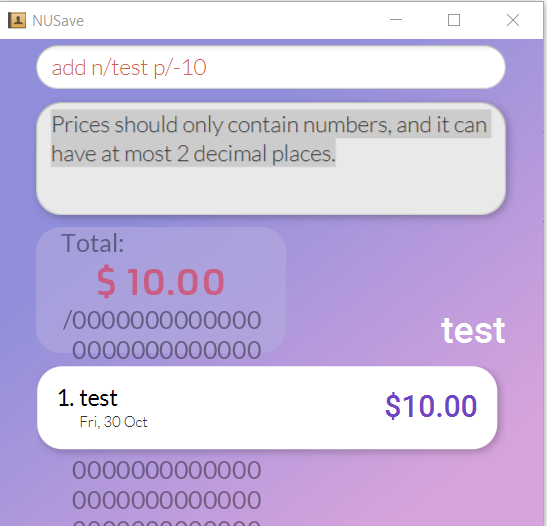 NUSave
add n/test p/-10
Prices should only contain numbers, and it can
have at most 2 decimal places.
Total:
$ 10.00
/0000000000000
0000000000000
test
1. test
$10.00
Fri, 30 Oct
0000000000000
0000000000000